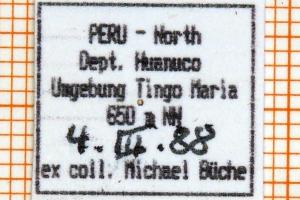 PERU - North
Dept. Huanuco
Umgebung Tingo Maria
650 m NN
4. III. 88
ex coll. Michael Büche